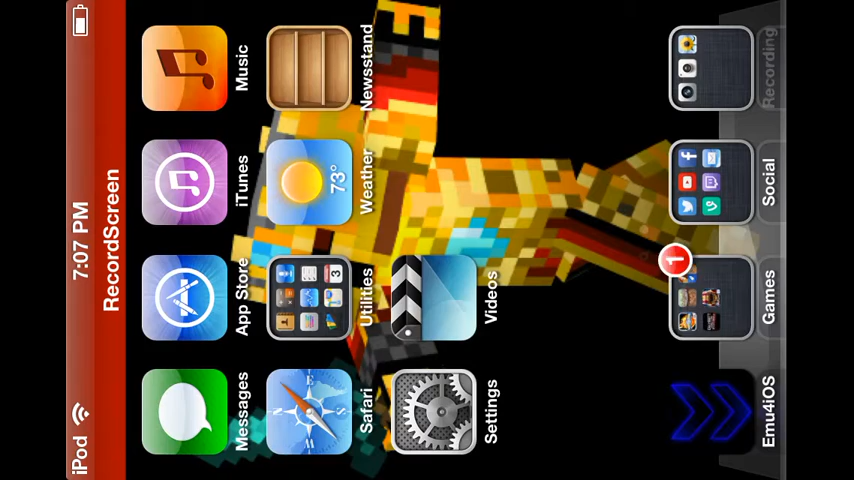 iPod 7:07 PM
RecordScreen
Messages App Store iTunes Music
Safari Utilities Weather Newsstand
73°
3
Settings Videos
1
Emu4iOS Games Social Recording